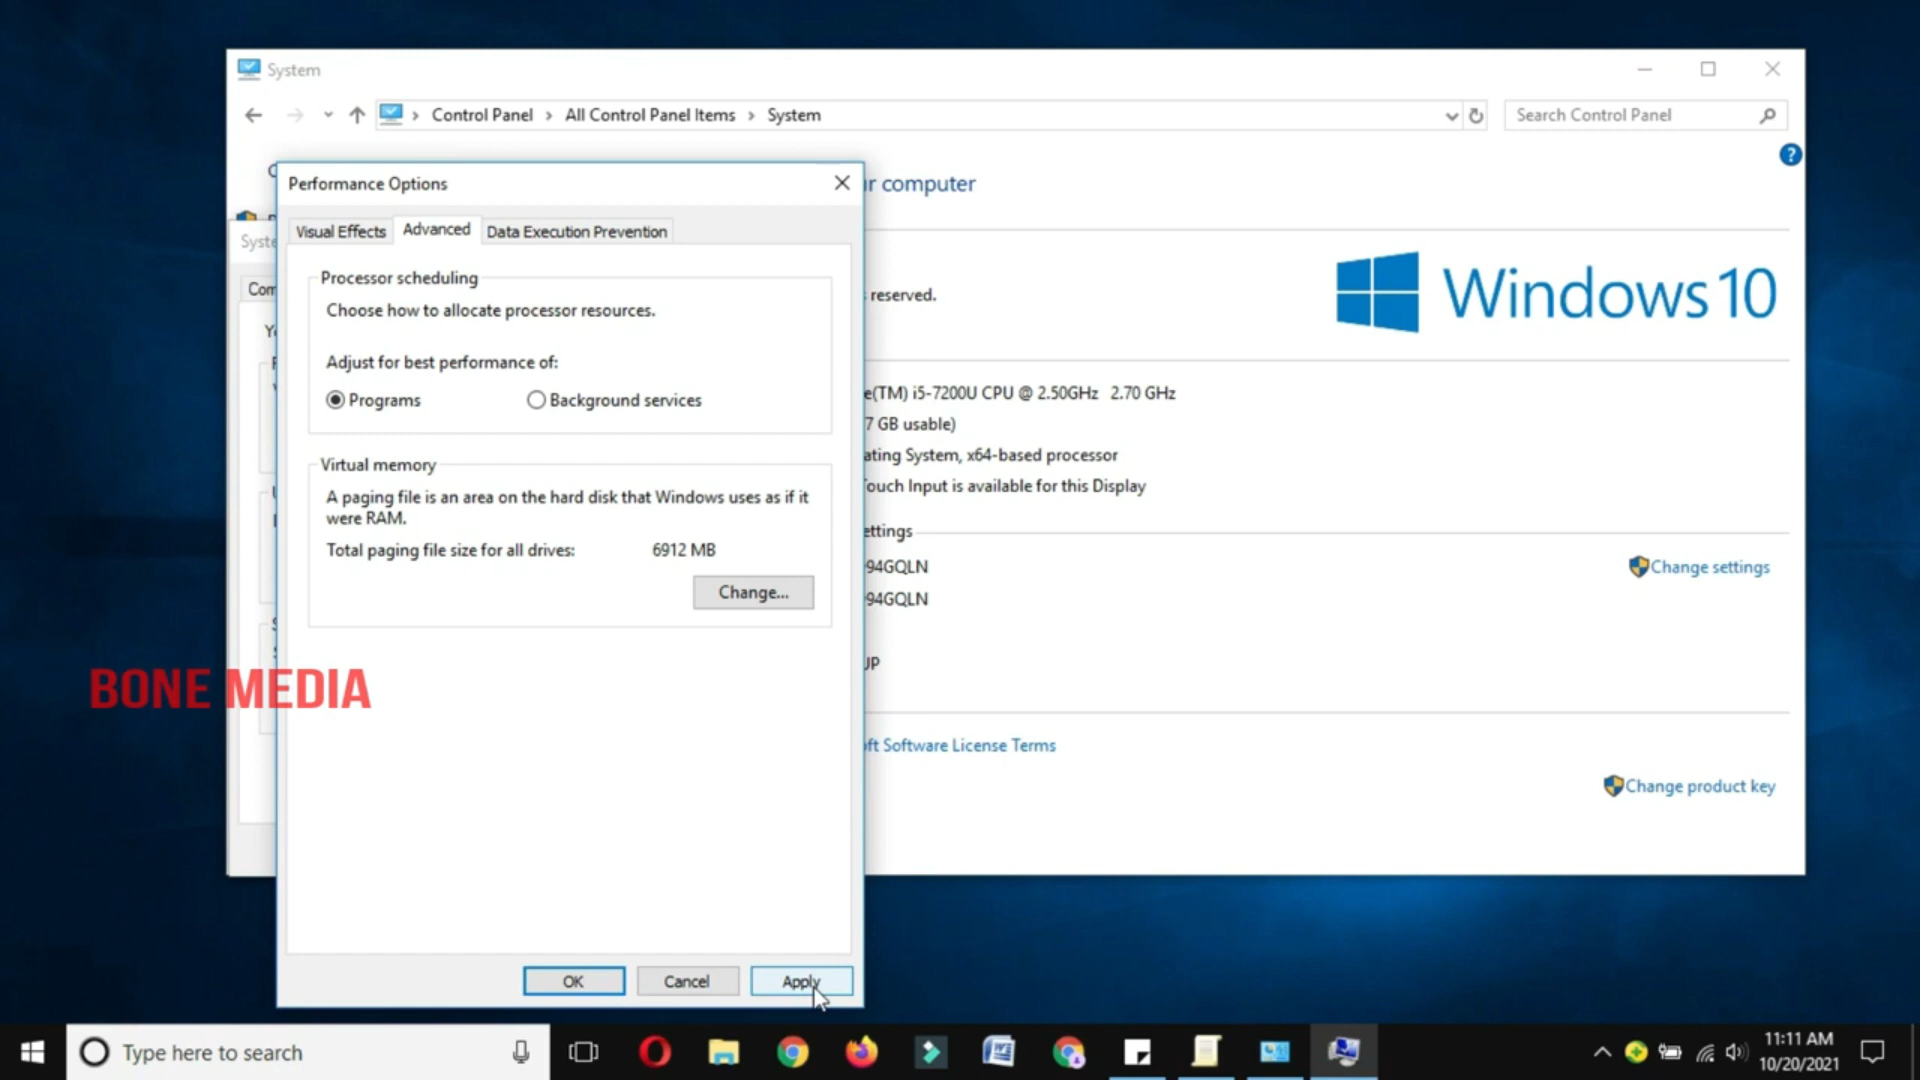 System
Control Panel > All Control Panel Items > System
Search Control Panel
?
Performance Options
r computer
Visual Effects
Advanced
Data Execution Prevention
Syste
Processor scheduling
Choose how to allocate processor resources.
Adjust for best performance of:
Programs
Background services
reserved.
Windows 10
Com
e(TM) i5-7200U CPU @ 2.50GHz 2.70 GHz
7 GB usable)
ating System, x64-based processor
Touch Input is available for this Display
Virtual memory
A paging file is an area on the hard disk that Windows uses as if it
were RAM.
Total paging file size for all drives: 6912 MB
Change...
ettings
94GQLN
94GQLN
Change settings
UP
BONE MEDIA
ft Software License Terms
Change product key
OK
Cancel
Apply
Type here to search
11:11 AM
10/20/2021